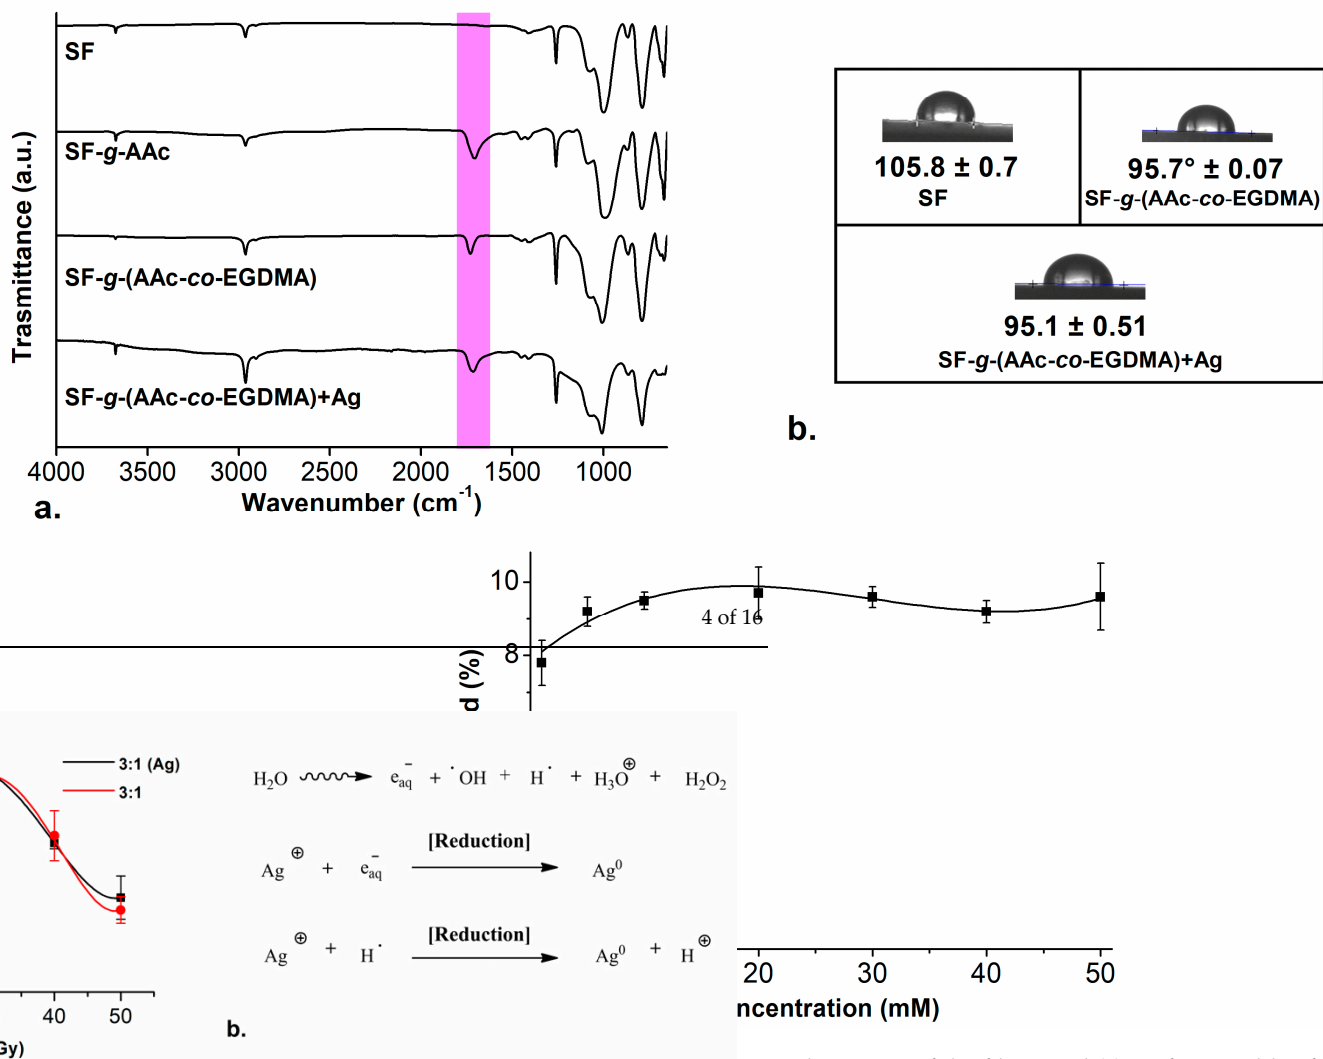 SF
SF-g-AAc
SF-g-(AAc-co-EGDMA)
SF-g-(AAc-co-EGDMA)+Ag
Trasmittance (a.u.)
4000 3500 3000 2500 2000 1500 1000
Wavenumber (cm-1)
a.
105.8 ± 0.7
SF
95.7° ± 0.07
SF-g-(AAc-co-EGDMA)
95.1 ± 0.51
SF-g-(AAc-co-EGDMA)+Ag
b.
10
8
d (%)
4 of 16
20 30 40 50
ncentration (mM)
3:1 (Ag)
3:1
40 50
Gy)
H2O eaq− + ˙OH + H˙ + H3O⊕ + H2O2
Ag⊕ + eaq− [Reduction] Ag0
Ag⊕ + H˙ [Reduction] Ag0 + H⊕
b.